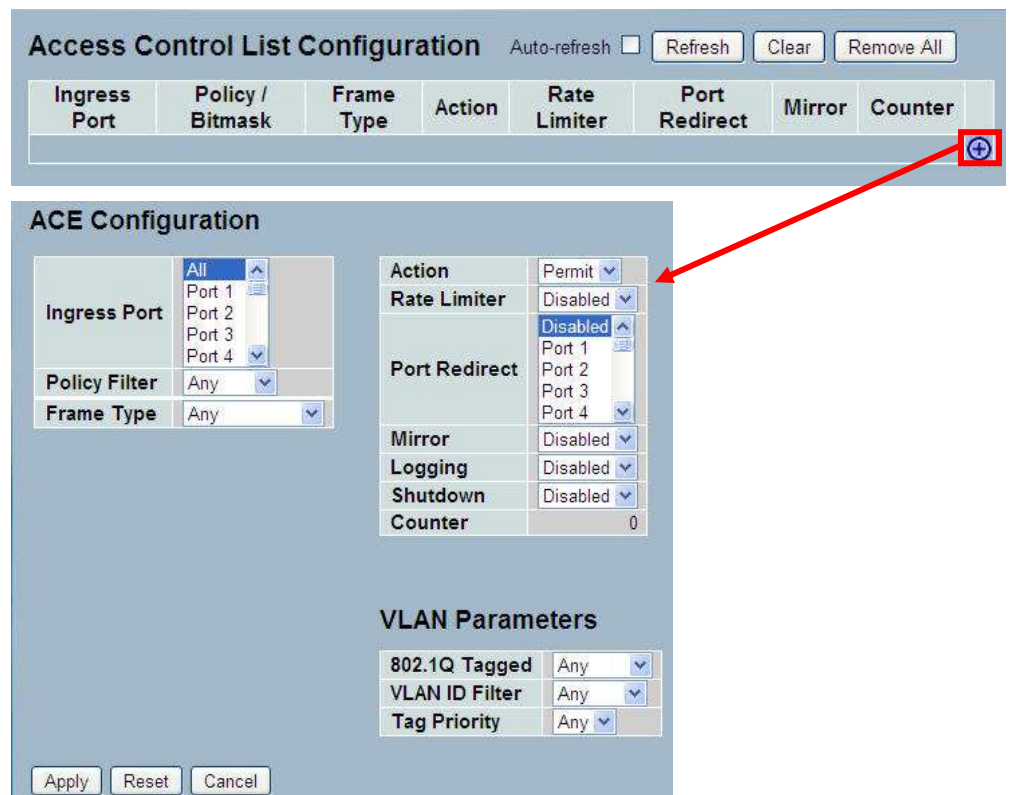 Access Control List Configuration Auto-refresh Refresh Clear Remove All
Ingress Port Policy / Bitmask Frame Type Action Rate Limiter Port Redirect Mirror Counter
ACE Configuration
Ingress Port
All
Port 1
Port 2
Port 3
Port 4
Policy Filter Any
Frame Type Any
Action Permit
Rate Limiter Disabled
Port Redirect
Disabled
Port 1
Port 2
Port 3
Port 4
Mirror Disabled
Logging Disabled
Shutdown Disabled
Counter 0
VLAN Parameters
802.1Q Tagged Any
VLAN ID Filter Any
Tag Priority Any
Apply Reset Cancel